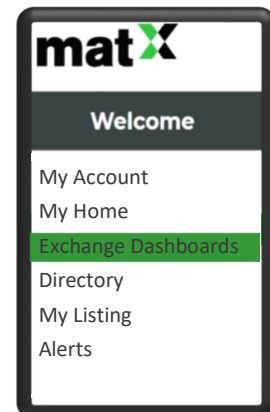 matX
Welcome
My Account
My Home
Exchange Dashboards
Directory
My Listing
Alerts